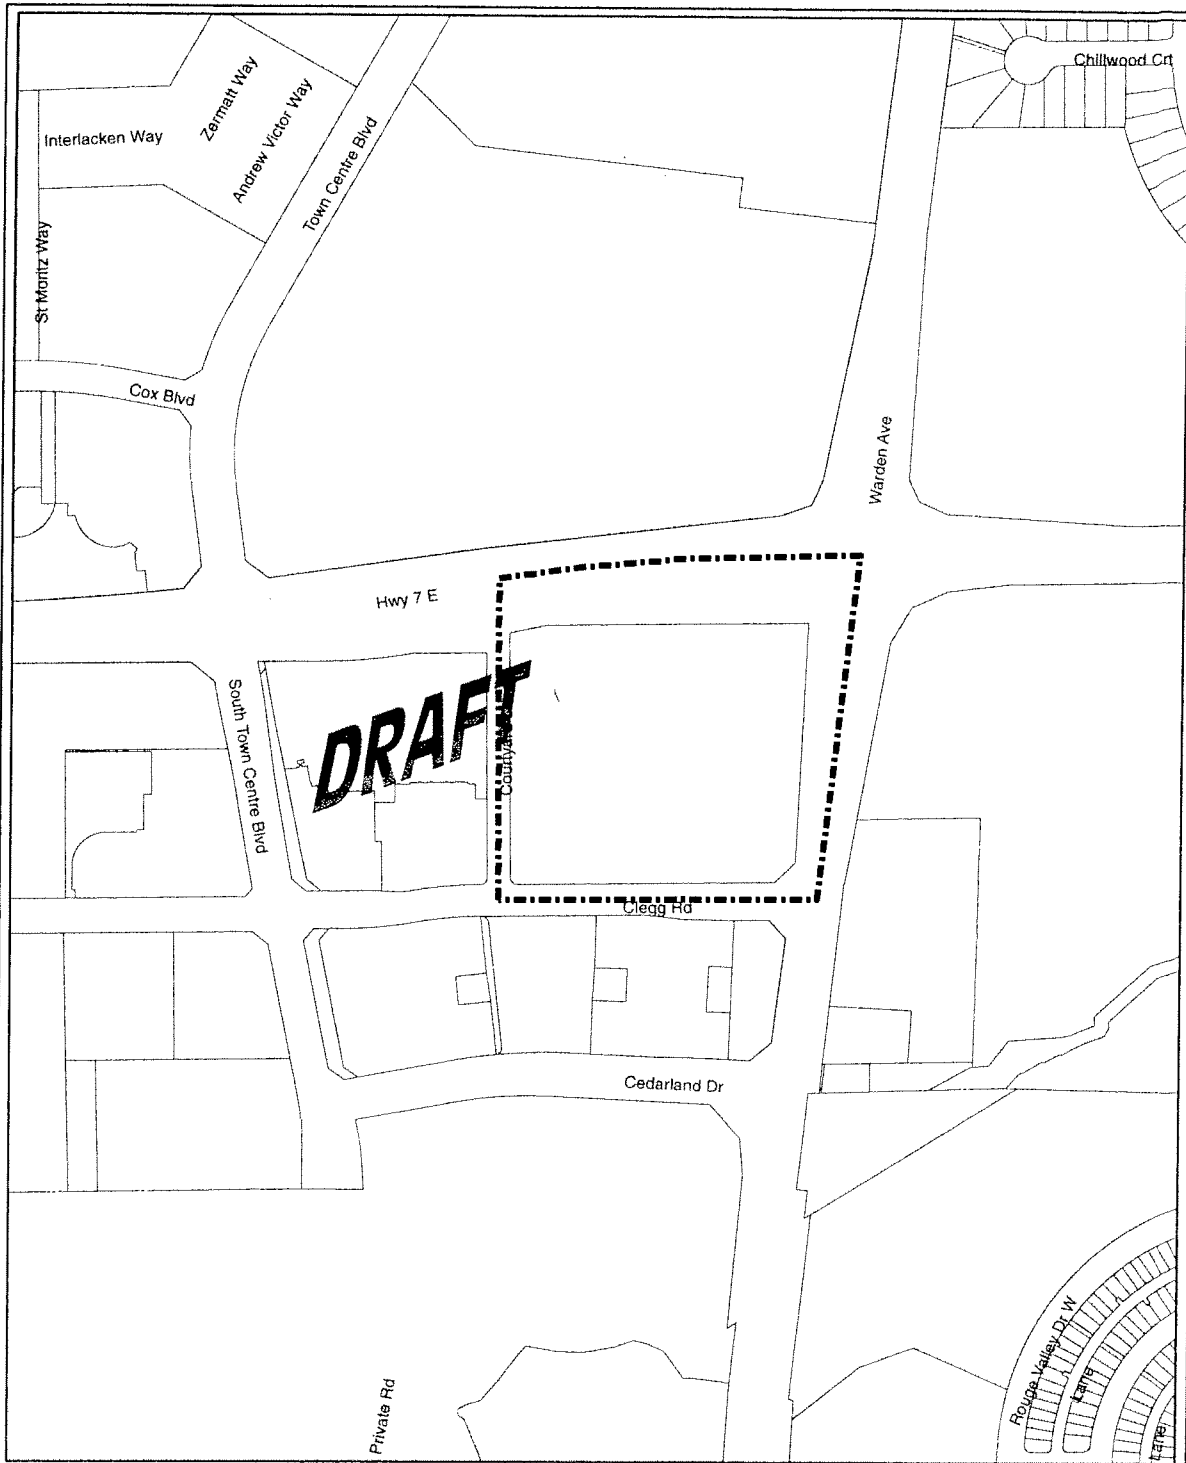 Chillwood Crt
Zermatt Way
Interlacken Way
Andrew Victor Way
Town Centre Blvd
St Moritz Way
Cox Blvd
Warden Ave
Hwy 7 E
DRAFT
South Town Centre Blvd
Clegg Rd
Cedarland Dr
Rouge Valley Dr W
Lane
Lane
Private Rd